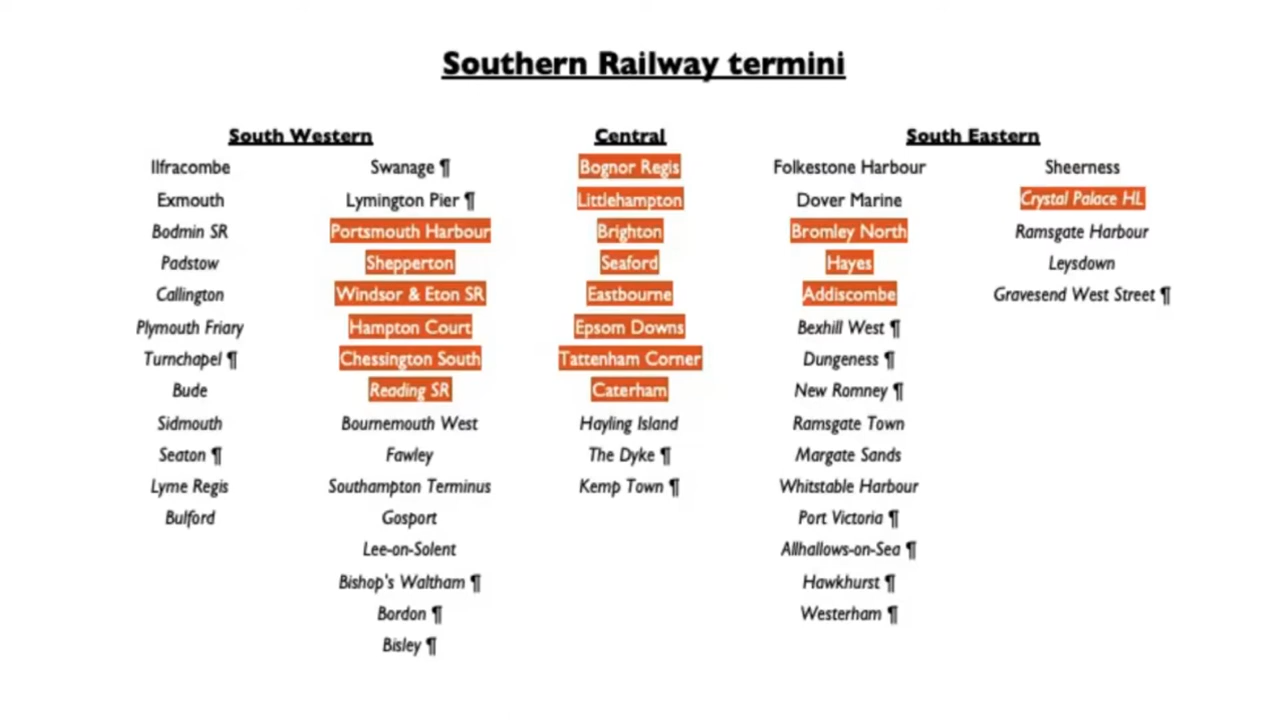 Southern Railway termini
South Western
Ilfracombe
Exmouth
Bodmin SR
Padstow
Callington
Plymouth Friary
Turnchapel ¶
Bude
Sidmouth
Seaton ¶
Lyme Regis
Bulford
Swanage ¶
Lymington Pier ¶
Portsmouth Harbour
Shepperton
Windsor & Eton SR
Hampton Court
Chessington South
Reading SR
Bournemouth West
Fawley
Southampton Terminus
Gosport
Lee-on-Solent
Bishop's Waltham ¶
Bordon ¶
Bisley ¶
Central
Bognor Regis
Littlehampton
Brighton
Seaford
Eastbourne
Epsom Downs
Tattenham Corner
Caterham
Hayling Island
The Dyke ¶
Kemp Town ¶
South Eastern
Folkestone Harbour
Dover Marine
Bromley North
Hayes
Addiscombe
Bexhill West ¶
Dungeness ¶
New Romney ¶
Ramsgate Town
Margate Sands
Whitstable Harbour
Port Victoria ¶
Allhallows-on-Sea ¶
Hawkhurst ¶
Westerham ¶
Sheerness
Crystal Palace HL
Ramsgate Harbour
Leysdown
Gravesend West Street ¶